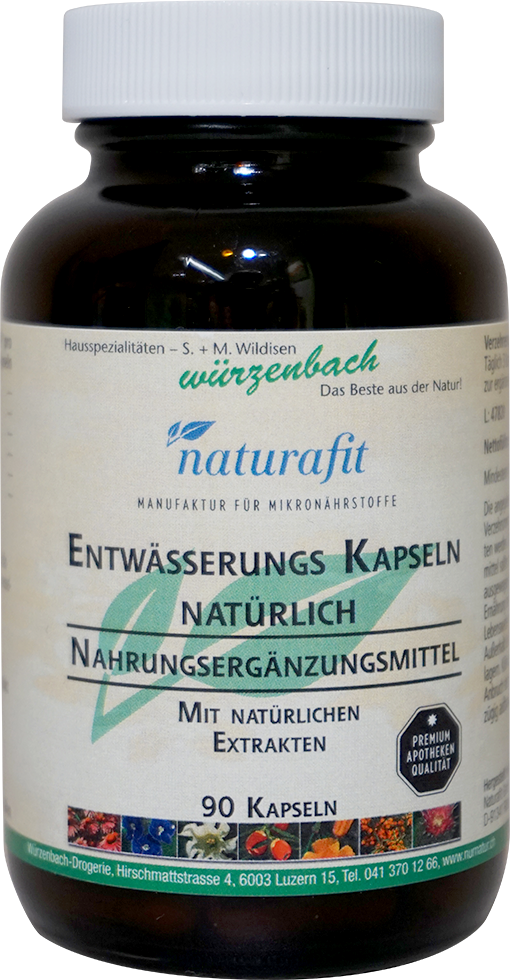 Hausspezialitäten – S. + M. Wildisen
würzenbach
Das Beste aus der Natur!
naturafit
MANUFAKTUR FÜR MIKRONÄHRSTOFFE
ENTWÄSSERUNGS KAPSELN
NATÜRLICH
NAHRUNGSERGÄNZUNGSMITTEL
MIT NATÜRLICHEN
EXTRAKTEN
PREMIUM
APOTHEKEN
QUALITÄT
90 KAPSELN
Würzenbach-Drogerie, Hirschmattstrasse 4, 6003 Luzern 15, Tel. 041 370 12 66, www.nurnatur.ch